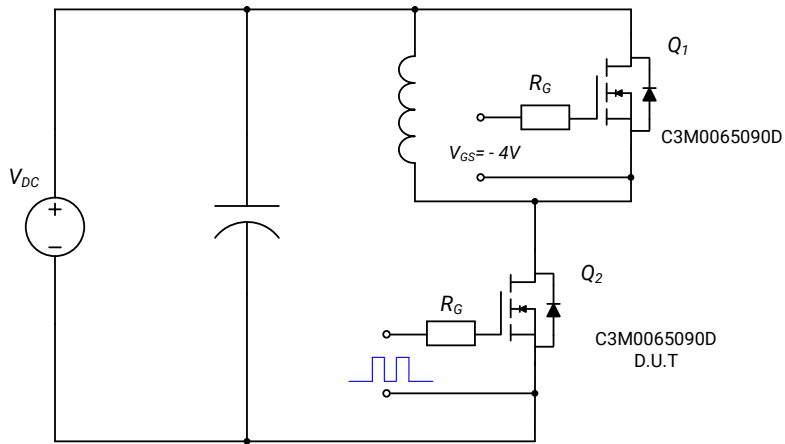 Q1
RG
C3M0065090D
VGS= - 4V
VDC
+
−
Q2
RG
C3M0065090D
D.U.T